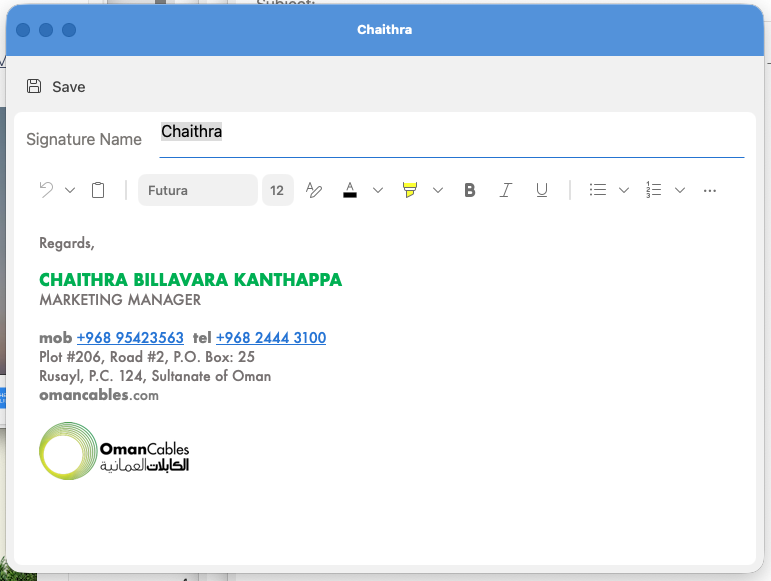 Subject:
Chaithra
Save
Signature Name Chaithra
Futura 12 A A B I U ...
Regards,
CHAITHRA BILLAVARA KANTHAPPA
MARKETING MANAGER
mob +968 95423563 tel +968 2444 3100
Plot #206, Road #2, P.O. Box: 25
Rusayl, P.C. 124, Sultanate of Oman
omancables.com
OmanCables
الكابلات العمانية